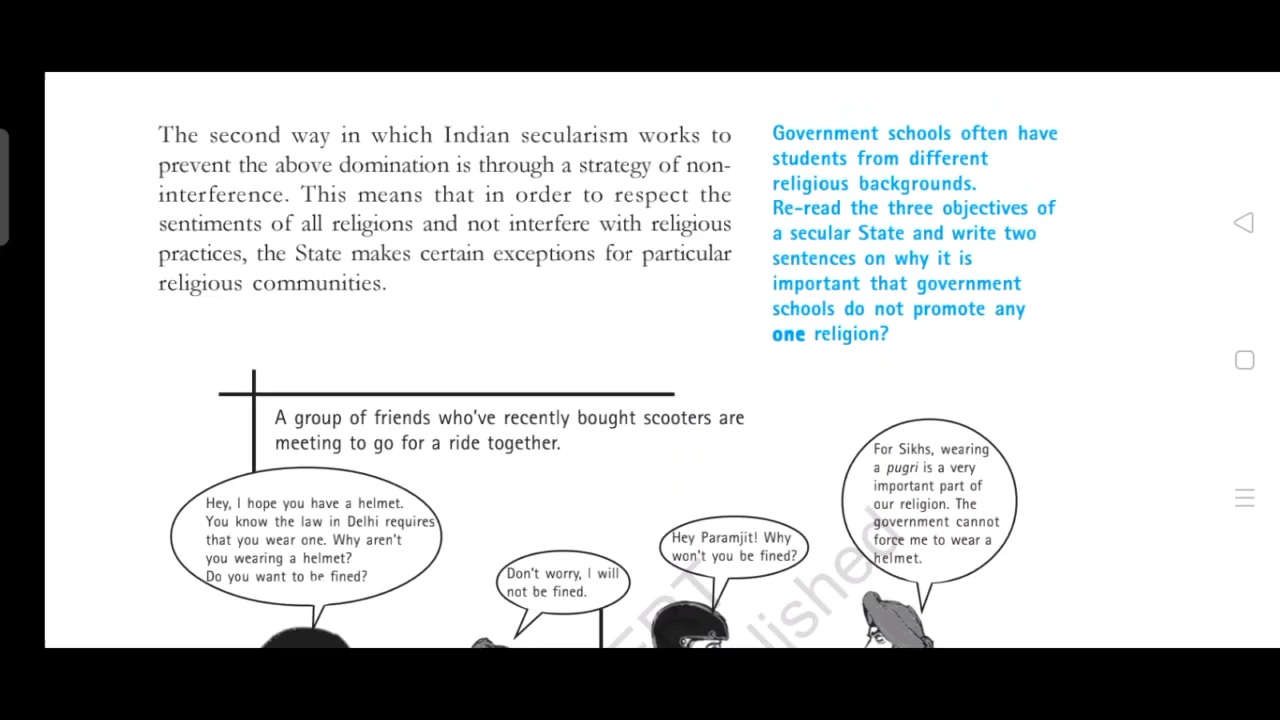 The second way in which Indian secularism works to
prevent the above domination is through a strategy of non-
interference. This means that in order to respect the
sentiments of all religions and not interfere with religious
practices, the State makes certain exceptions for particular
religious communities.
Government schools often have
students from different
religious backgrounds.
Re-read the three objectives of
a secular State and write two
sentences on why it is
important that government
schools do not promote any
one religion?
A group of friends who've recently bought scooters are
meeting to go for a ride together.
Hey, I hope you have a helmet.
You know the law in Delhi requires
that you wear one. Why aren't
you wearing a helmet?
Do you want to be fined?
Don't worry, I will
not be fined.
Hey Paramjit! Why
won't you be fined?
For Sikhs, wearing
a pugri is a very
important part of
our religion. The
government cannot
force me to wear a
helmet.